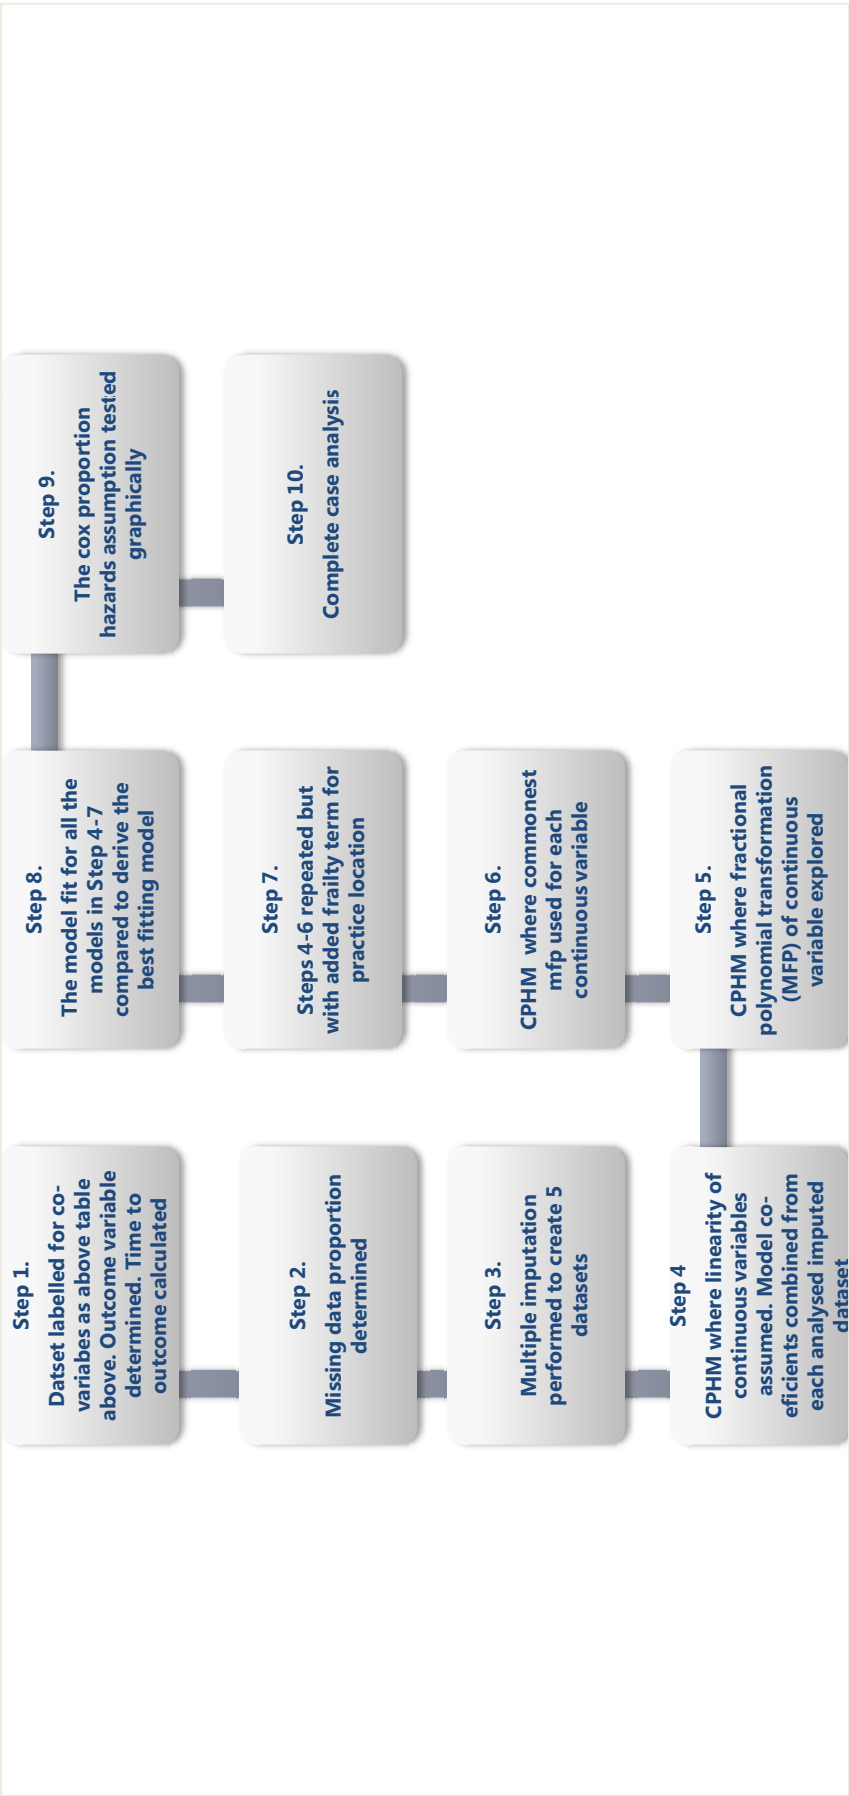 Step 1.
Datset labelled for co-
variabes as above table
above. Outcome variable
determined. Time to
outcome calculated
Step 2.
Missing data proportion
determined
Step 3.
Multiple imputation
performed to create 5
datasets
Step 4
CPHM where linearity of
continuous variables
assumed. Model co-
eficients combined from
each analysed imputed
dataset
Step 5.
CPHM where fractional
polynomial transformation
(MFP) of continuous
variable explored
Step 6.
CPHM where commonest
mfp used for each
continuous variable
Step 7.
Steps 4-6 repeated but
with added frailty term for
practice location
Step 8.
The model fit for all the
models in Step 4-7
compared to derive the
best fitting model
Step 9.
The cox proportion
hazards assumption tested
graphically
Step 10.
Complete case analysis